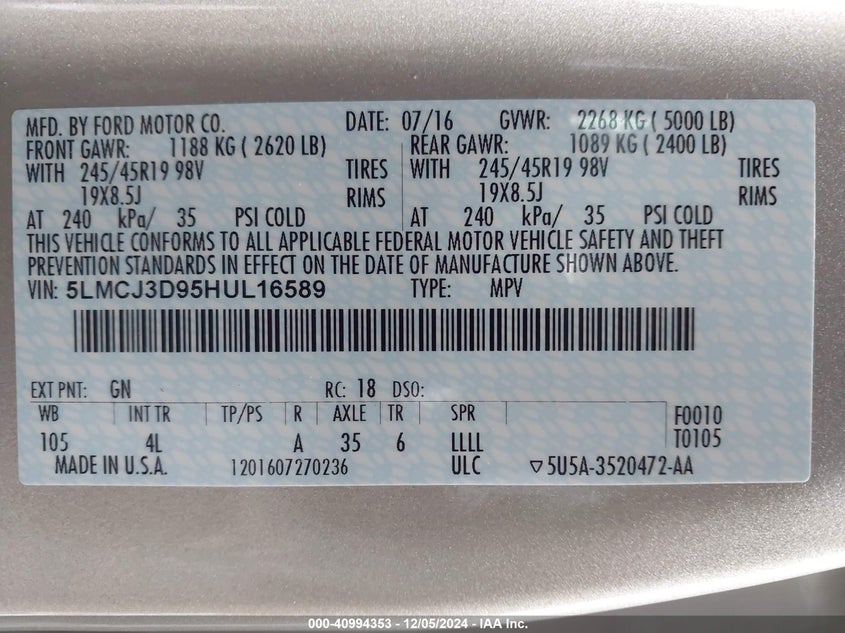 MFD. BY FORD MOTOR CO. DATE: 07/16 GVWR: 2268 KG ( 5000 LB)
FRONT GAWR: 1188 KG ( 2620 LB) REAR GAWR: 1089 KG ( 2400 LB)
WITH 245/45R19 98V TIRES WITH 245/45R19 98V TIRES
19X8.5J RIMS 19X8.5J RIMS
AT 240 kPa/ 35 PSI COLD AT 240 kPa/ 35 PSI COLD
THIS VEHICLE CONFORMS TO ALL APPLICABLE FEDERAL MOTOR VEHICLE SAFETY AND THEFT
PREVENTION STANDARDS IN EFFECT ON THE DATE OF MANUFACTURE SHOWN ABOVE.
VIN: 5LMCJ3D95HUL16589 TYPE: MPV
EXT PNT: GN RC: 18 DSO:
WB INT TR TP/PS R AXLE TR SPR F0010
105 4L A 35 6 LLLL T0105
MADE IN U.S.A. 1201607270236 ULC ▽5U5A-3520472-AA
000-40994353 - 12/05/2024 - IAA Inc.